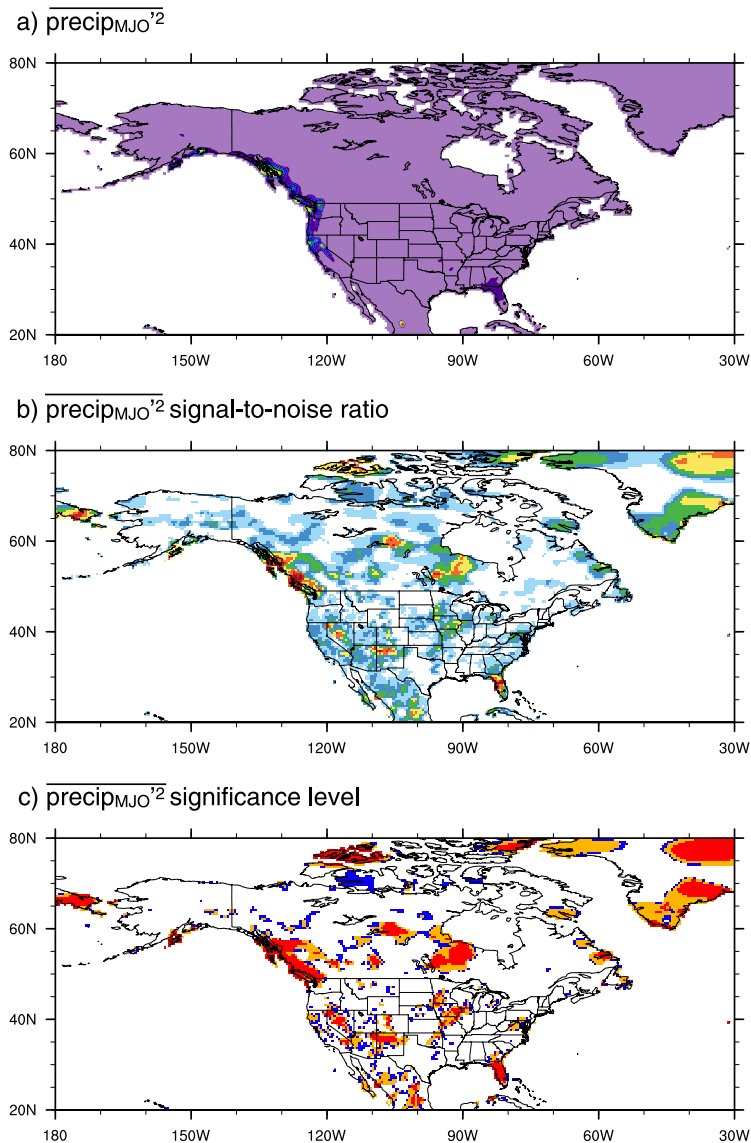 a) precipMJO'2
80N
60N
40N
20N
180 150W 120W 90W 60W 30W
b) precipMJO'2 signal-to-noise ratio
80N
60N
40N
20N
180 150W 120W 90W 60W 30W
c) precipMJO'2 significance level
80N
60N
40N
20N
180 150W 120W 90W 60W 30W